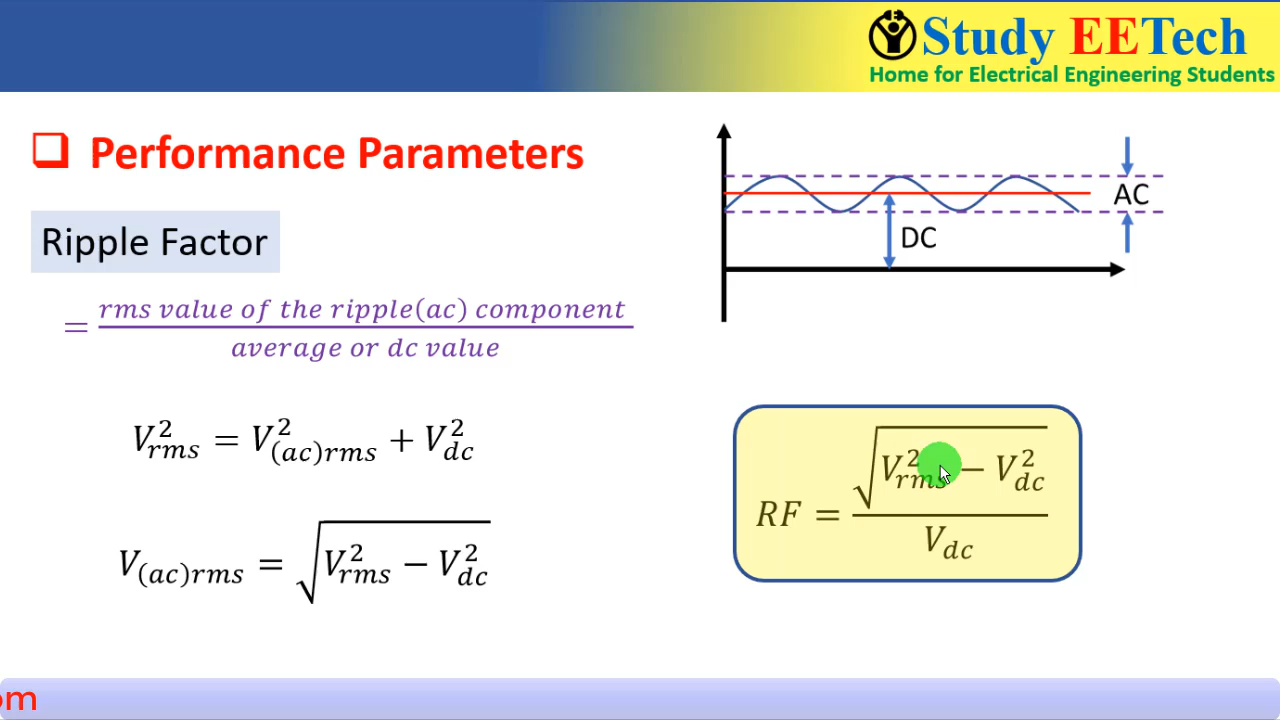 Study EETech
Home for Electrical Engineering Students
❑ Performance Parameters
Ripple Factor
= rms value of the ripple(ac) component / average or dc value
V²rms = V²(ac)rms + V²dc
V(ac)rms = √(V²rms − V²dc)
AC
DC
RF = √(V²rms − V²dc) / Vdc
om